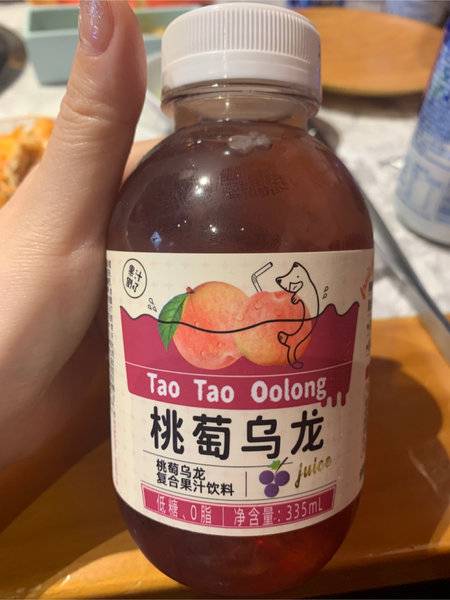 Tao Tao Oolong
桃萄乌龙
桃萄乌龙
复合果汁饮料
juice
低糖、0脂 净含量:335mL